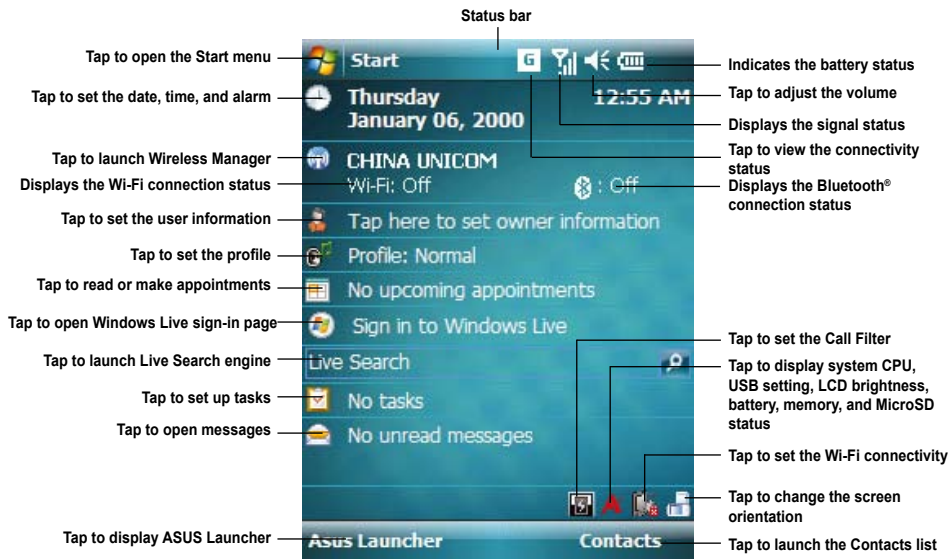 Status bar
Tap to open the Start menu
Tap to set the date, time, and alarm
Tap to launch Wireless Manager
Displays the Wi-Fi connection status
Tap to set the user information
Tap to set the profile
Tap to read or make appointments
Tap to open Windows Live sign-in page
Tap to launch Live Search engine
Tap to set up tasks
Tap to open messages
Tap to display ASUS Launcher
Start
G
Thursday
12:55 AM
January 06, 2000
CHINA UNICOM
Wi-Fi: Off
: Off
Tap here to set owner information
Profile: Normal
No upcoming appointments
Sign in to Windows Live
Live Search
No tasks
No unread messages
Asus Launcher
Contacts
Indicates the battery status
Tap to adjust the volume
Displays the signal status
Tap to view the connectivity
status
Displays the Bluetooth®
connection status
Tap to set the Call Filter
Tap to display system CPU,
USB setting, LCD brightness,
battery, memory, and MicroSD
status
Tap to set the Wi-Fi connectivity
Tap to change the screen
orientation
Tap to launch the Contacts list